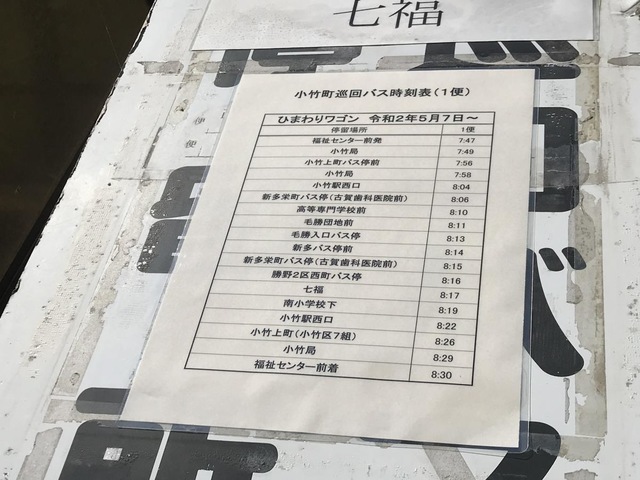 七福
小竹町巡回バス時刻表(1便)
ひまわりワゴン 令和2年5月7日~
停留場所 1便
福祉センター前発 7:47
小竹局 7:49
小竹上町バス停前 7:56
小竹局 7:58
小竹駅西口 8:04
新多栄町バス停(古賀歯科医院前) 8:06
高等専門学校前 8:10
毛勝団地前 8:11
毛勝入口バス停 8:13
新多バス停前 8:14
新多栄町バス停(古賀歯科医院前) 8:15
勝野2区西町バス停 8:16
七福 8:17
南小学校下 8:19
小竹駅西口 8:22
小竹上町(小竹区7組) 8:26
小竹局 8:29
福祉センター前着 8:30